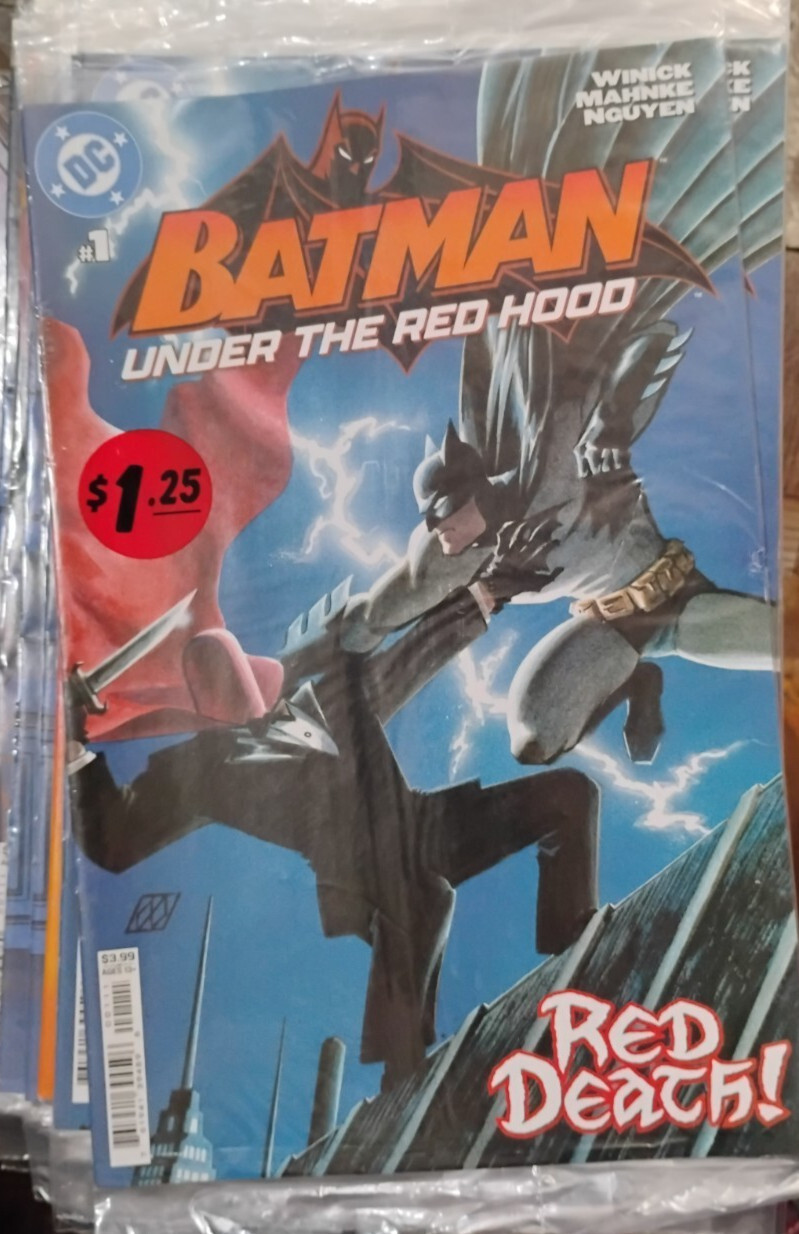 WINICK
MAHNKE
NGUYEN
DC
#1
BATMAN
UNDER THE RED HOOD
$1.25
$3.99
RED
DEATH!